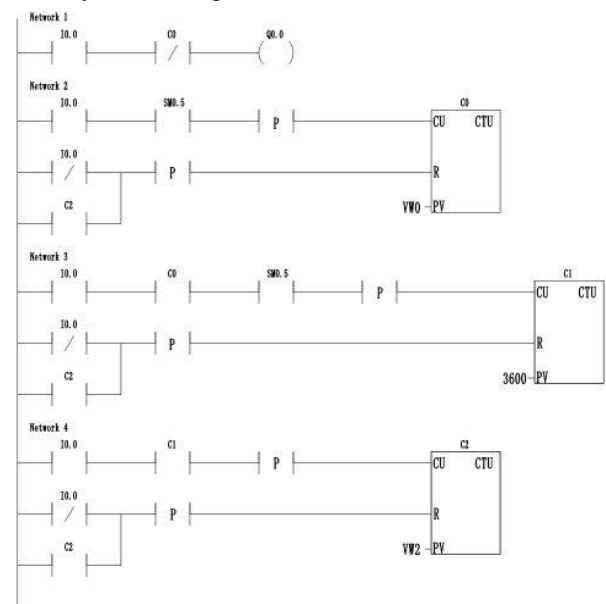 Network 1
I0.0 C0 Q0.0
/
Network 2
I0.0 SM0.5 C0
P CU CTU
I0.0
/ P R
C2
VW0 PV
Network 3
I0.0 C0 SM0.5 C1
P CU CTU
I0.0
/ P R
C2
3600 PV
Network 4
I0.0 C1 C2
P CU CTU
I0.0
/ P R
C2
VW2 PV